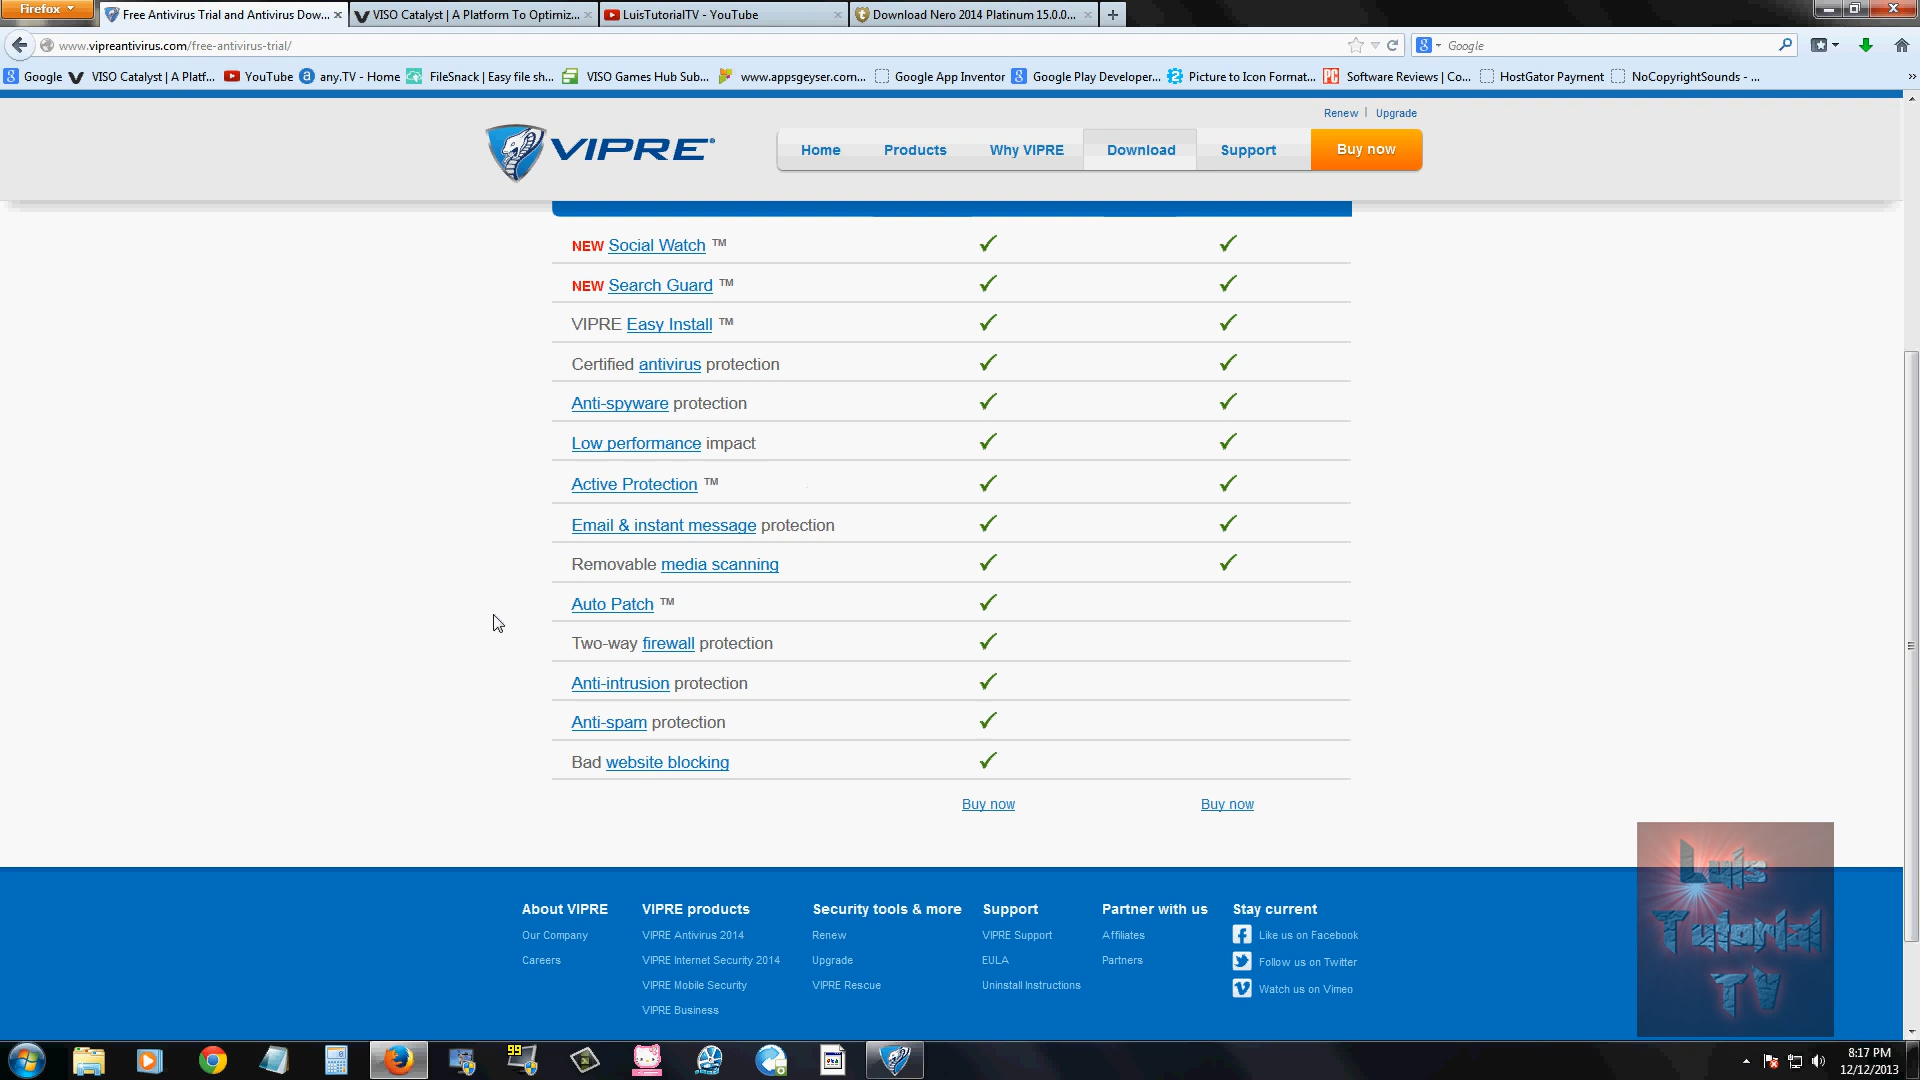 Firefox
Free Antivirus Trial and Antivirus Dow...
VISO Catalyst | A Platform To Optimiz...
LuisTutorialTV - YouTube
Download Nero 2014 Platinum 15.0.0...
www.vipreantivirus.com/free-antivirus-trial/
Google
Google
VISO Catalyst | A Platf...
YouTube
any.TV - Home
FileSnack | Easy file sh...
VISO Games Hub Sub...
www.appsgeyser.com...
Google App Inventor
Google Play Developer...
Picture to Icon Format...
Software Reviews | Co...
HostGator Payment
NoCopyrightSounds - ...
Renew | Upgrade
VIPRE®
Home
Products
Why VIPRE
Download
Support
Buy now
NEW Social Watch ™
NEW Search Guard ™
VIPRE Easy Install ™
Certified antivirus protection
Anti-spyware protection
Low performance impact
Active Protection ™
Email & instant message protection
Removable media scanning
Auto Patch ™
Two-way firewall protection
Anti-intrusion protection
Anti-spam protection
Bad website blocking
Buy now
Buy now
About VIPRE
Our Company
Careers
VIPRE products
VIPRE Antivirus 2014
VIPRE Internet Security 2014
VIPRE Mobile Security
VIPRE Business
Security tools & more
Renew
Upgrade
VIPRE Rescue
Support
VIPRE Support
EULA
Uninstall Instructions
Partner with us
Affiliates
Partners
Stay current
Like us on Facebook
Follow us on Twitter
Watch us on Vimeo
Luis
Tutorial
TV
99
8:17 PM
12/12/2013